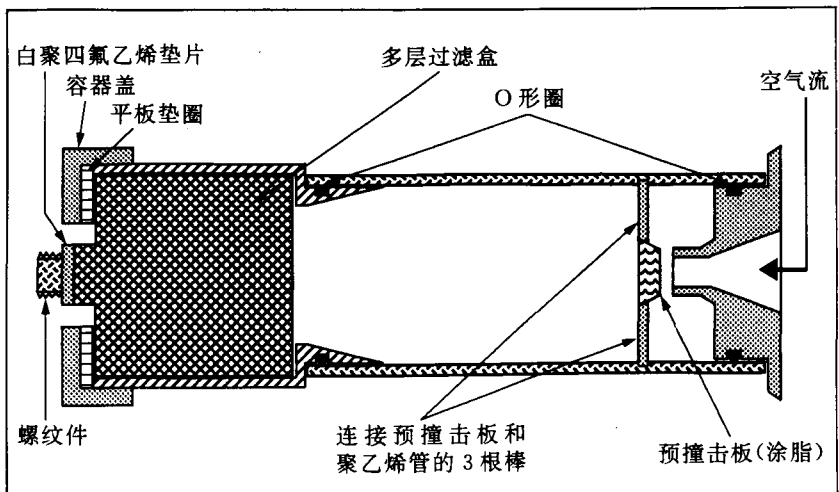 白聚四氟乙烯垫片
容器盖
平板垫圈
多层过滤盒
O形圈
空气流
螺纹件
连接预撞击板和
聚乙烯管的3根棒
预撞击板(涂脂)